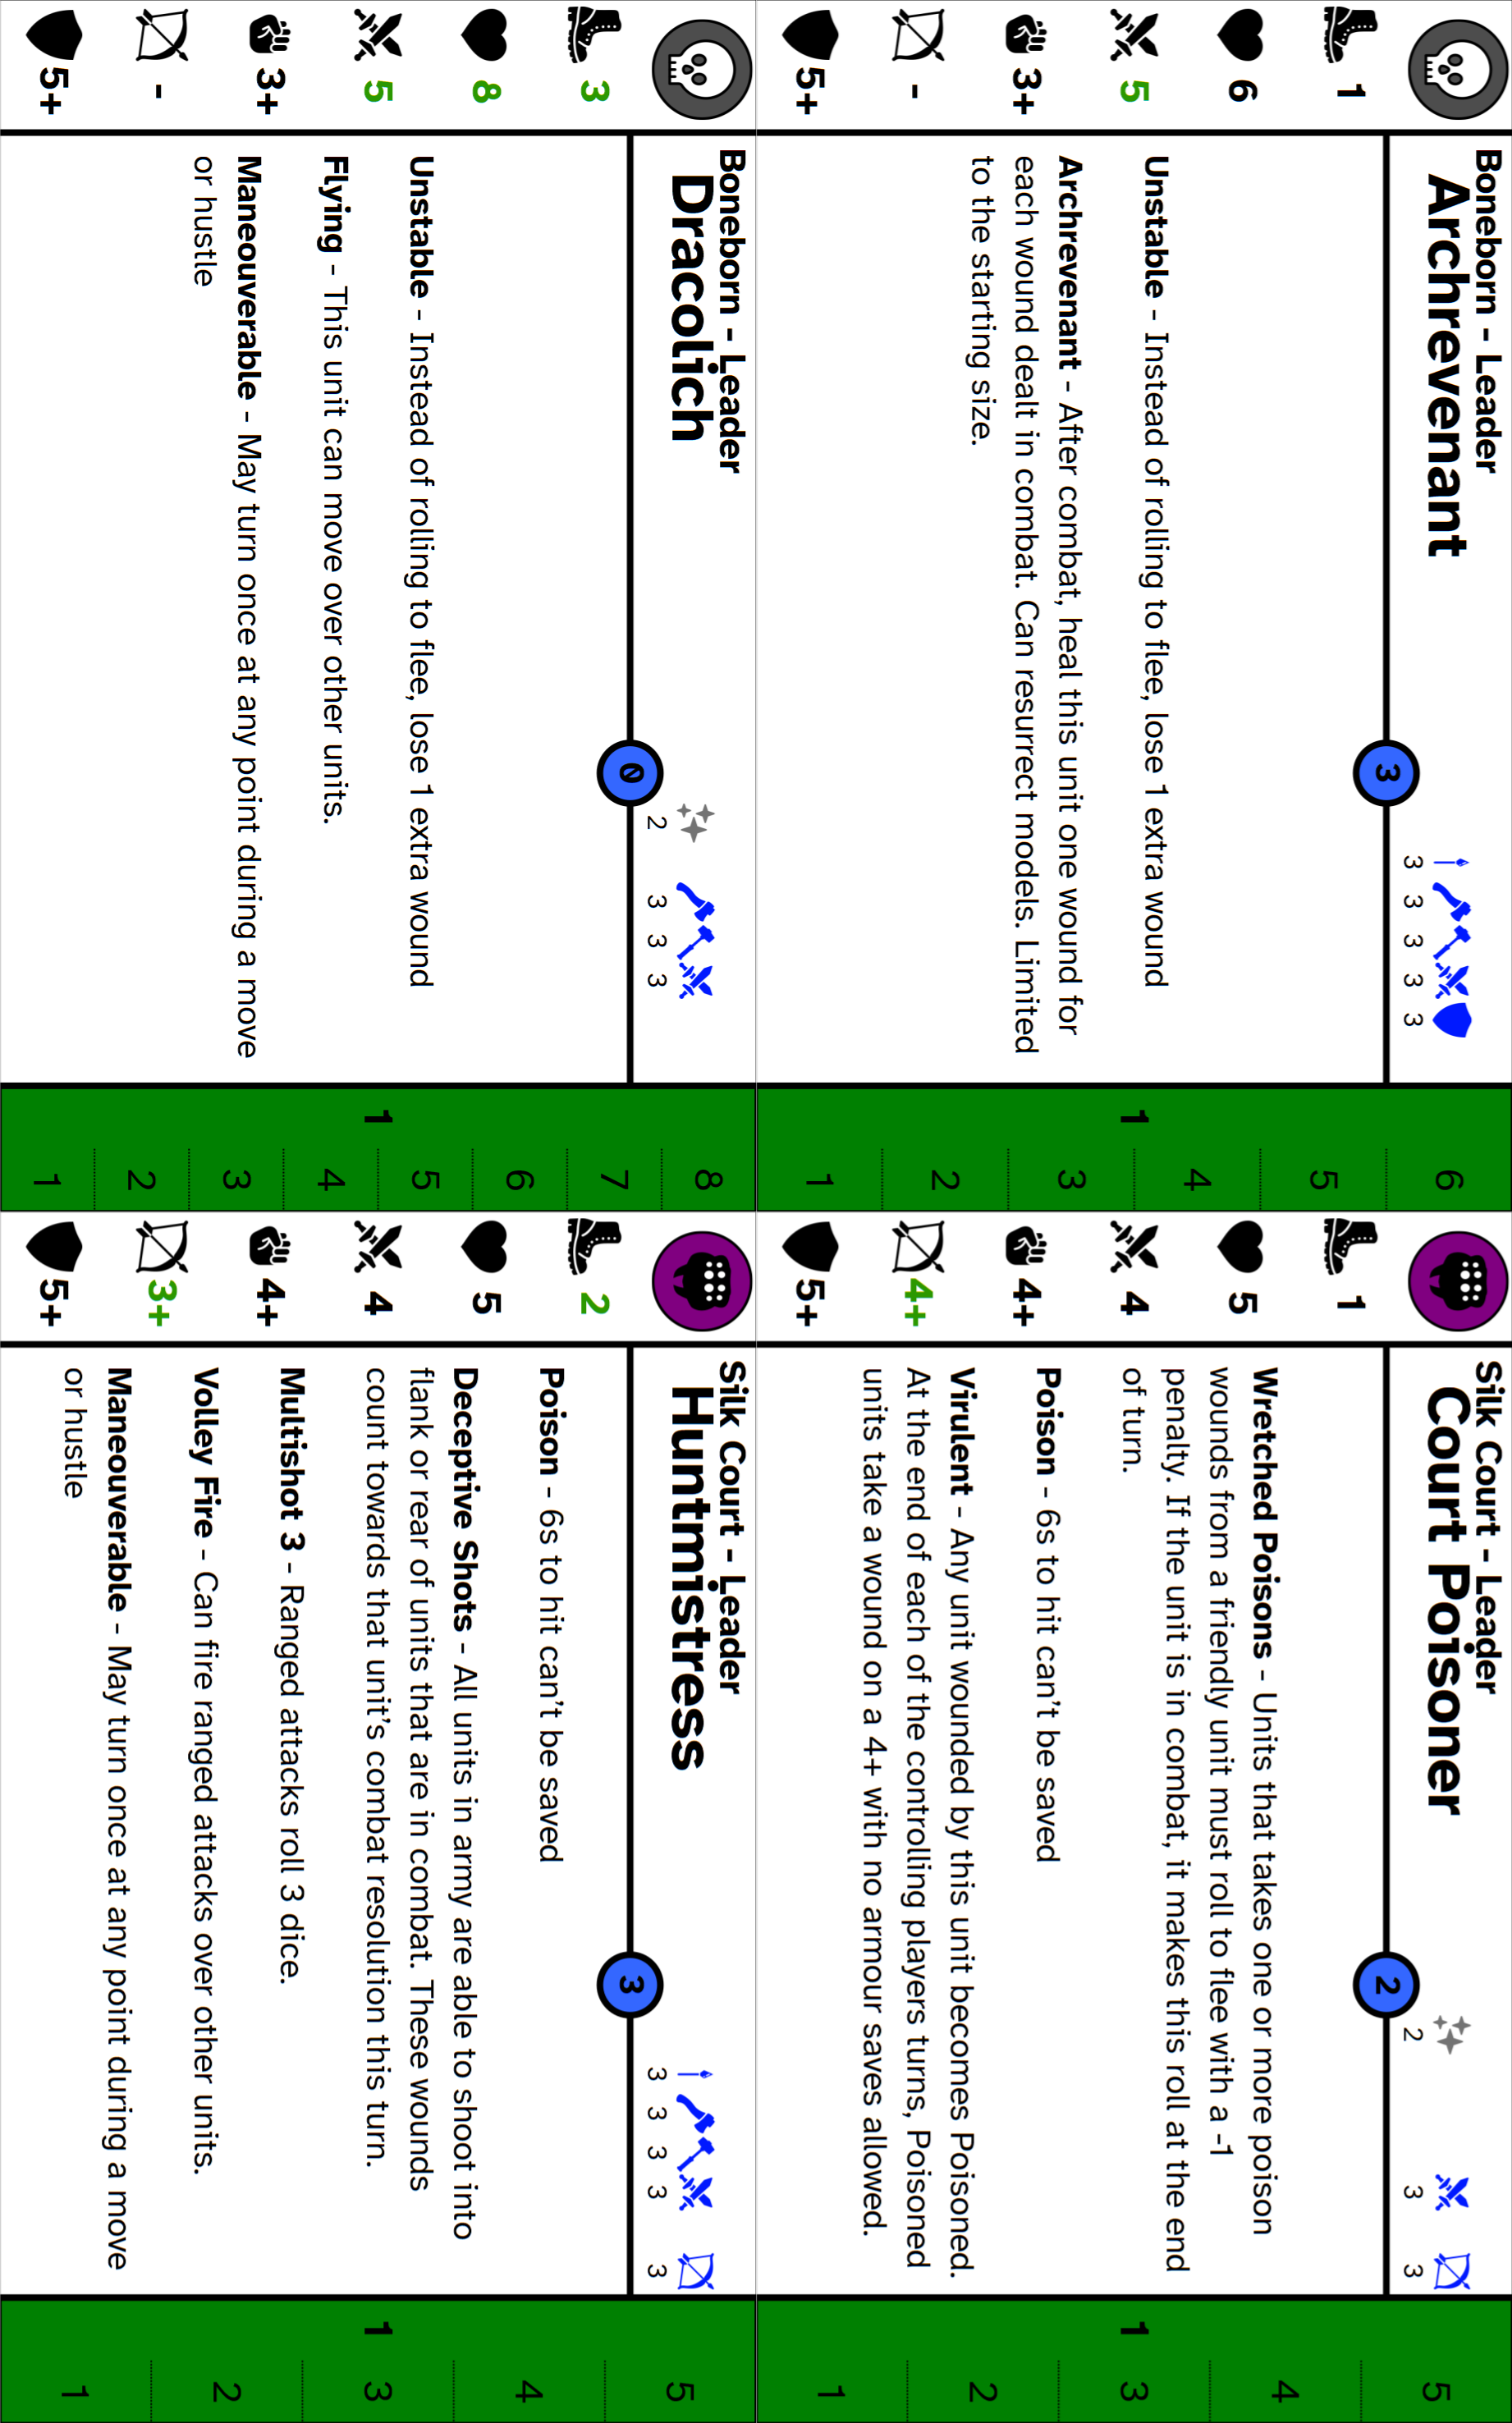 Boneborn - Leader
Archrevenant
3
3 3 3 3 3
1
6
5
3+
-
5+
Unstable - Instead of rolling to flee, lose 1 extra wound
Archrevenant - After combat, heal this unit one wound for
each wound dealt in combat. Can resurrect models. Limited
to the starting size.
1
6
5
4
3
2
1
Silk Court - Leader
Court Poisoner
2
2 3 3
1
5
4
4+
4+
5+
Wretched Poisons - Units that takes one or more poison
wounds from a friendly unit must roll to flee with a -1
penalty. If the unit is in combat, it makes this roll at the end
of turn.
Poison - 6s to hit can't be saved
Virulent - Any unit wounded by this unit becomes Poisoned.
At the end of each of the controlling players turns, Poisoned
units take a wound on a 4+ with no armour saves allowed.
1
5
4
3
2
1
Boneborn - Leader
Dracolich
0
2 3 3 3
3
8
5
3+
-
5+
Unstable - Instead of rolling to flee, lose 1 extra wound
Flying - This unit can move over other units.
Maneouverable - May turn once at any point during a move
or hustle
1
8
7
6
5
4
3
2
1
Silk Court - Leader
Huntmistress
3
3 3 3 3 3
2
5
4
4+
3+
5+
Poison - 6s to hit can't be saved
Deceptive Shots - All units in army are able to shoot into
flank or rear of units that are in combat. These wounds
count towards that unit's combat resolution this turn.
Multishot 3 - Ranged attacks roll 3 dice.
Volley Fire - Can fire ranged attacks over other units.
Maneouverable - May turn once at any point during a move
or hustle
1
5
4
3
2
1